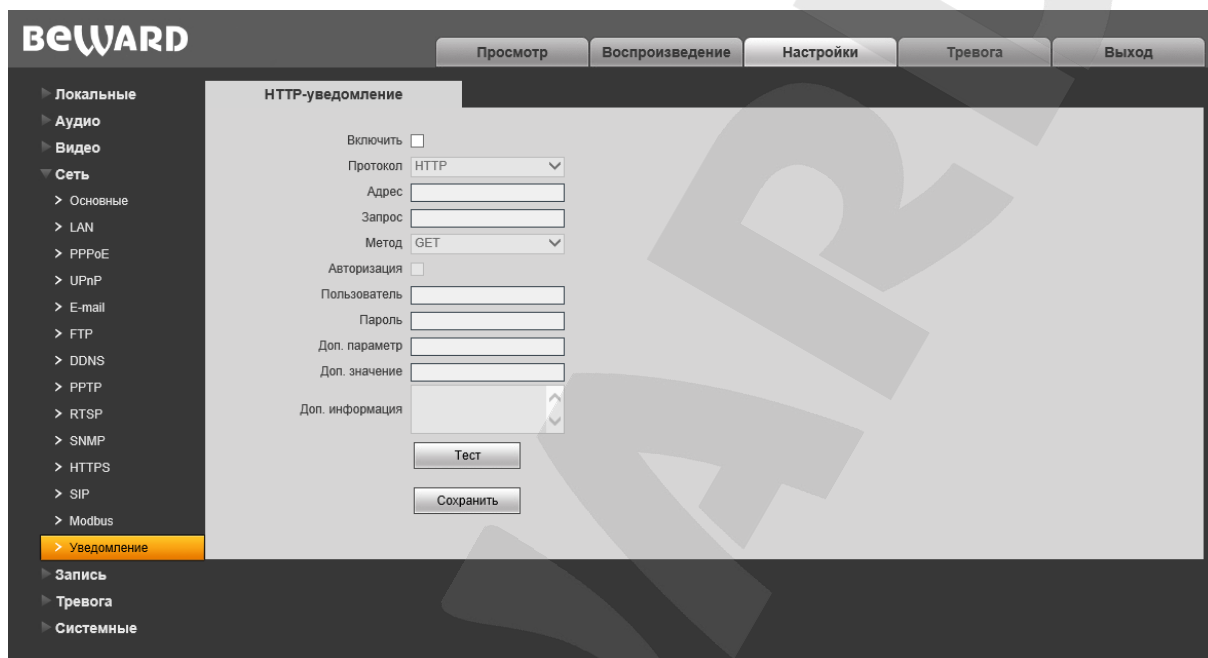 BEWARD
Просмотр Воспроизведение Настройки Тревога Выход
Локальные
Аудио
Видео
Сеть
Основные
LAN
PPPoE
UPnP
E-mail
FTP
DDNS
PPTP
RTSP
SNMP
HTTPS
SIP
Modbus
Уведомление
Запись
Тревога
Системные
HTTP-уведомление
Включить
Протокол HTTP
Адрес
Запрос
Метод GET
Авторизация
Пользователь
Пароль
Доп. параметр
Доп. значение
Доп. информация
Тест
Сохранить